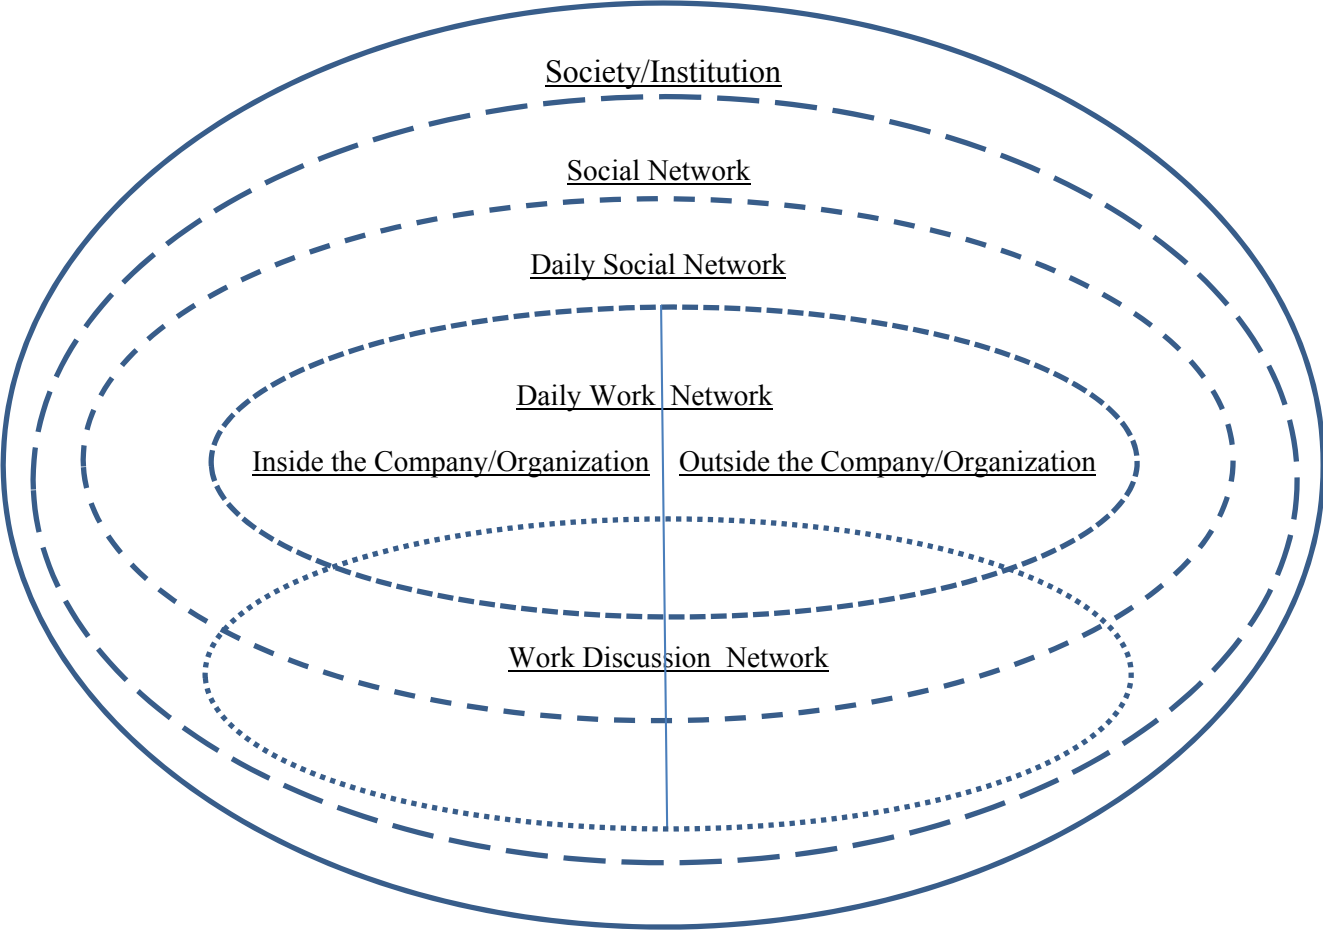 Society/Institution
Social Network
Daily Social Network
Daily Work Network
Inside the Company/Organization Outside the Company/Organization
Work Discussion Network